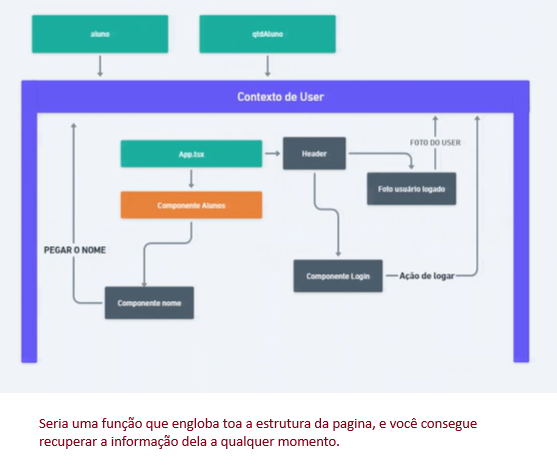 aluno
qtdAluno
Contexto de User
App.tsx
Header
FOTO DO USER
Foto usuário logado
Componente Alunos
PEGAR O NOME
Componente Login
Ação de logar
Componente nome
Seria uma função que engloba toa a estrutura da pagina, e você consegue
recuperar a informação dela a qualquer momento.